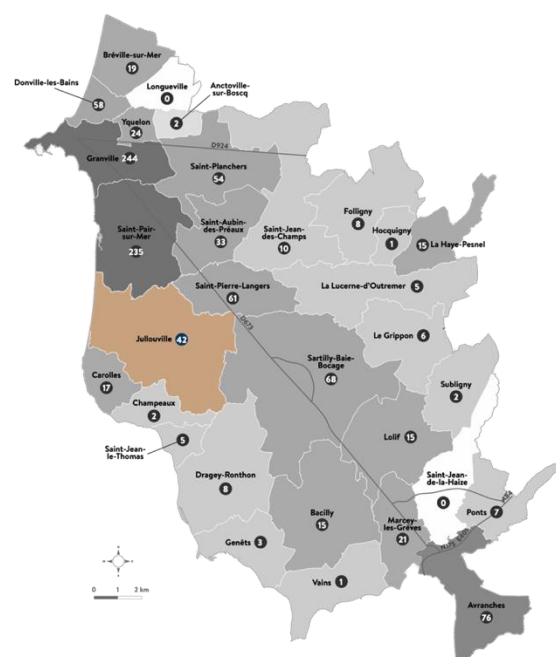 Bréville-sur-Mer
19
Donville-les-Bains
58
Longueville
0
Anctoville-
sur-Boscq
2
Yquelon
24
Granville 244
D924
Saint-Planchers
54
Saint-Pair-
sur-Mer
235
Saint-Aubin-
des-Préaux
33
Saint-Jean-
des-Champs
10
Folligny
8
Hocquigny
1
15
La Haye-Pesnel
Saint-Pierre-Langers
61
La Lucerne-d'Outremer
5
D973
Jullouville 42
Le Grippon
6
Sartilly-Baie-
Bocage
68
Carolles
17
Champeaux
2
Subligny
2
Saint-Jean-
le-Thomas
5
Lolif 15
Dragey-Ronthon
8
Saint-Jean-
de-la-Haize
0
Bacilly
15
Marcey-
les-Grèves
21
Ponts 7
Genêts 3
Vains 1
Avranches
76
0 1 2 km